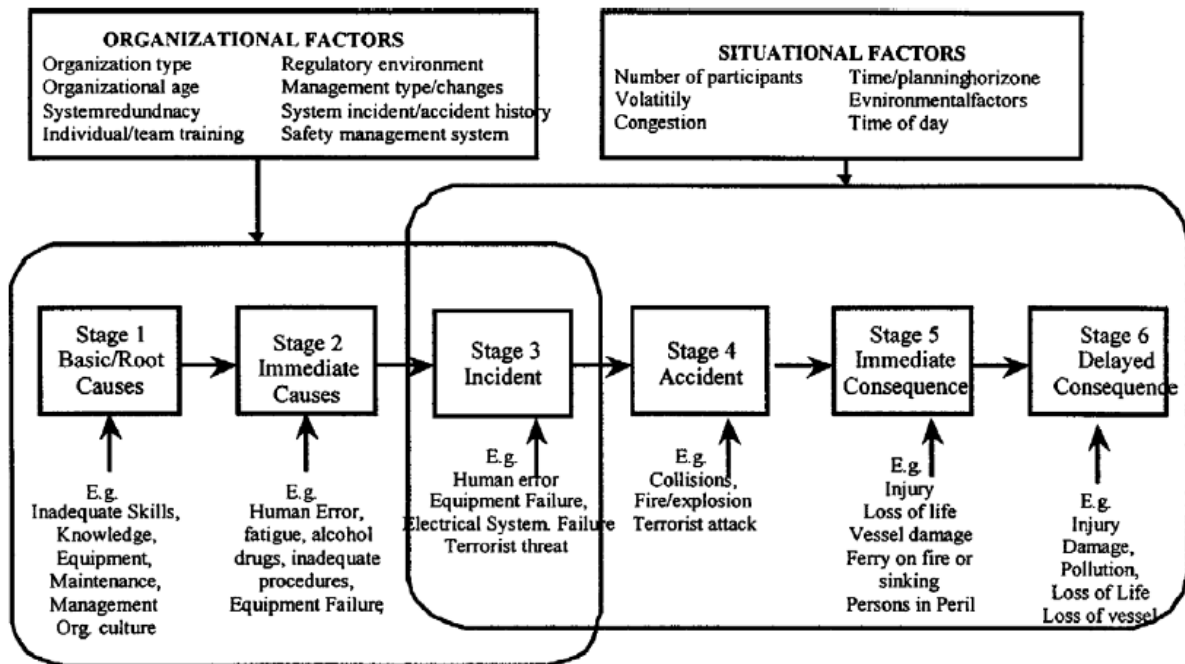 ORGANIZATIONAL FACTORS
Organization type
Organizational age
Systemredundnacy
Individual/team training
Regulatory environment
Management type/changes
System incident/accident history
Safety management system
SITUATIONAL FACTORS
Number of participants
Volatitily
Congestion
Time/planninghorizone
Evnironmentalfactors
Time of day
Stage 1
Basic/Root
Causes
Stage 2
Immediate
Causes
Stage 3
Incident
Stage 4
Accident
Stage 5
Immediate
Consequence
Stage 6
Delayed
Consequence
E.g.
Inadequate Skills,
Knowledge,
Equipment,
Maintenance,
Management
Org. culture
E.g.
Human Error,
fatigue, alcohol
drugs, inadequate
procedures,
Equipment Failure,
E.g.
Human error
Equipment Failure,
Electrical System. Failure
Terrorist threat
E.g.
Collisions,
Fire/explosion
Terrorist attack
E.g.
Injury
Loss of life
Vessel damage
Ferry on fire or
sinking
Persons in Peril
E.g.
Injury
Damage,
Pollution,
Loss of Life
Loss of vessel